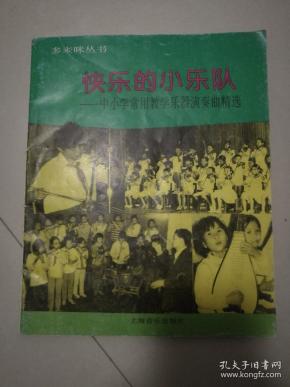 多来咪丛书
快乐的小乐队
——中小学常用教学乐器演奏曲精选
上海音乐出版社
孔夫子旧书网